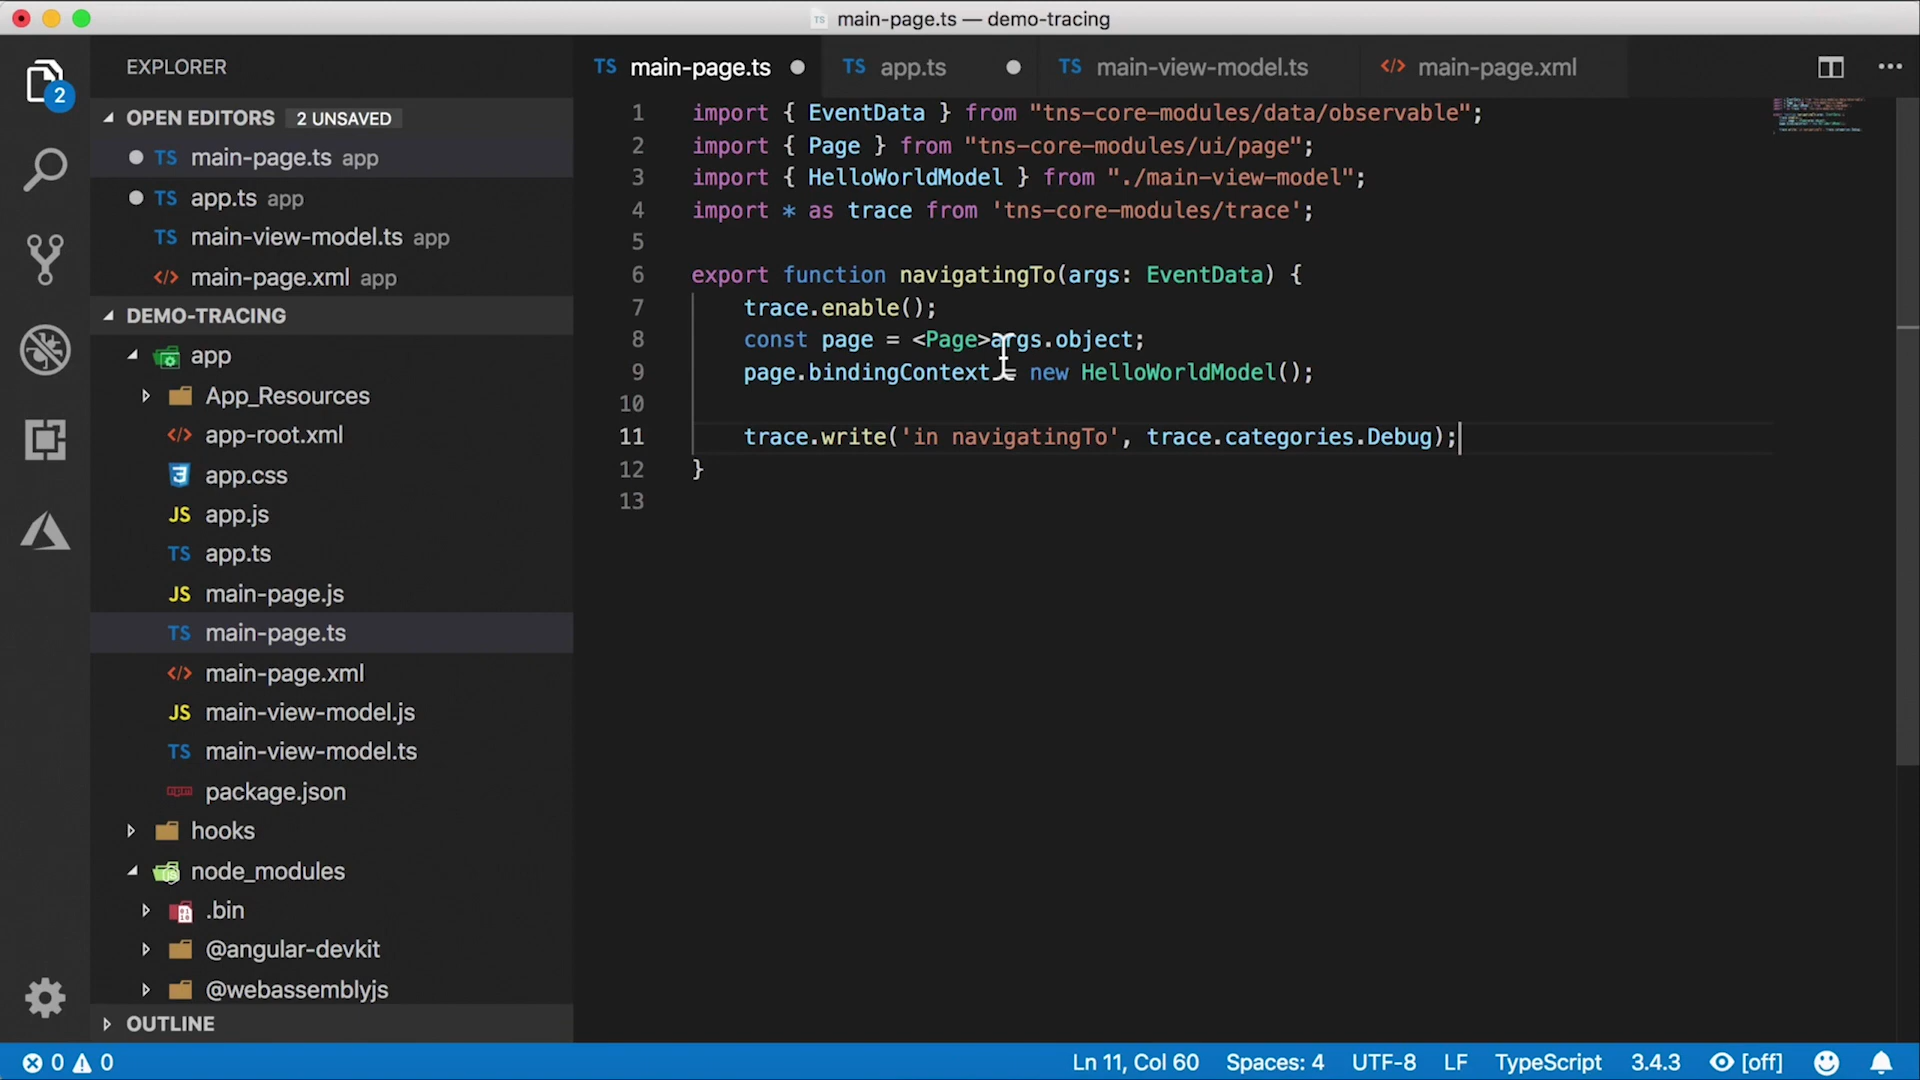 TS main-page.ts — demo-tracing
2
EXPLORER
OPEN EDITORS 2 UNSAVED
TS main-page.ts app
TS app.ts app
TS main-view-model.ts app
</> main-page.xml app
DEMO-TRACING
app
App_Resources
</> app-root.xml
app.css
JS app.js
TS app.ts
JS main-page.js
TS main-page.ts
</> main-page.xml
JS main-view-model.js
TS main-view-model.ts
package.json
hooks
node_modules
.bin
@angular-devkit
@webassemblyjs
OUTLINE
TS main-page.ts TS app.ts TS main-view-model.ts </> main-page.xml
1 import { EventData } from "tns-core-modules/data/observable";
2 import { Page } from "tns-core-modules/ui/page";
3 import { HelloWorldModel } from "./main-view-model";
4 import * as trace from 'tns-core-modules/trace';
5
6 export function navigatingTo(args: EventData) {
7 trace.enable();
8 const page = <Page>args.object;
9 page.bindingContext = new HelloWorldModel();
10
11 trace.write('in navigatingTo', trace.categories.Debug);
12 }
13
0 0 Ln 11, Col 60 Spaces: 4 UTF-8 LF TypeScript 3.4.3 [off]